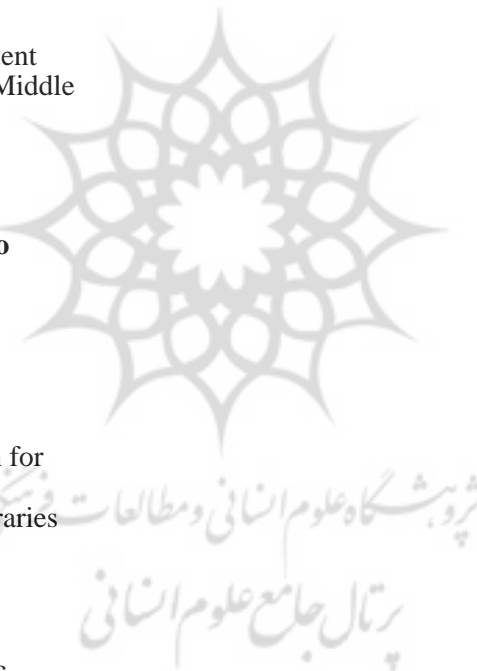 ent
Middle
o
for
پژوهشگاه علوم انسانی و مطالعات فرهنگی
raries
پرتال جامع علوم انسانی